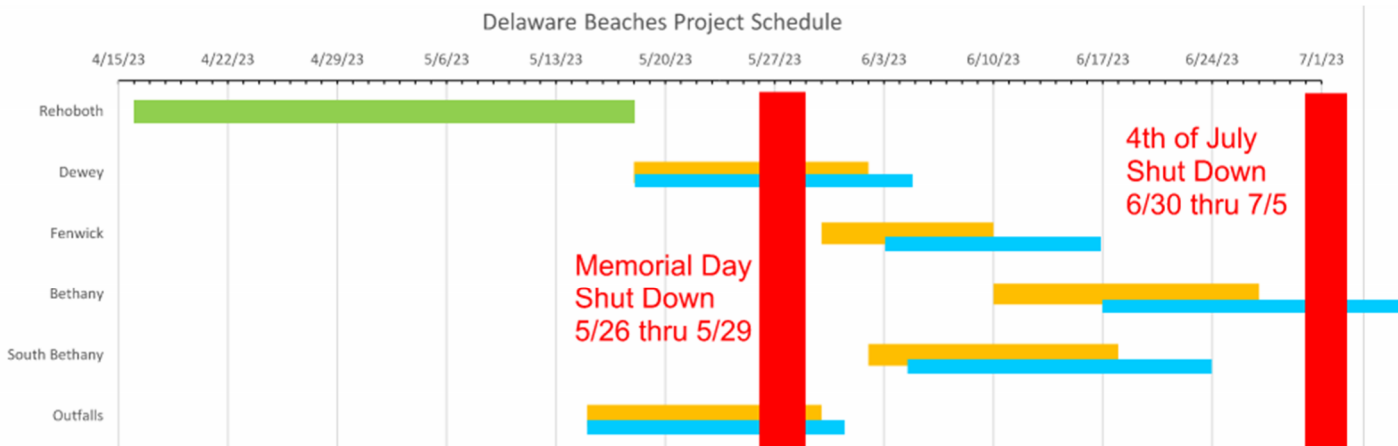 Delaware Beaches Project Schedule
4/15/23 4/22/23 4/29/23 5/6/23 5/13/23 5/20/23 5/27/23 6/3/23 6/10/23 6/17/23 6/24/23 7/1/23
Rehoboth
4th of July
Shut Down
6/30 thru 7/5
Dewey
Fenwick
Memorial Day
Shut Down
5/26 thru 5/29
Bethany
South Bethany
Outfalls